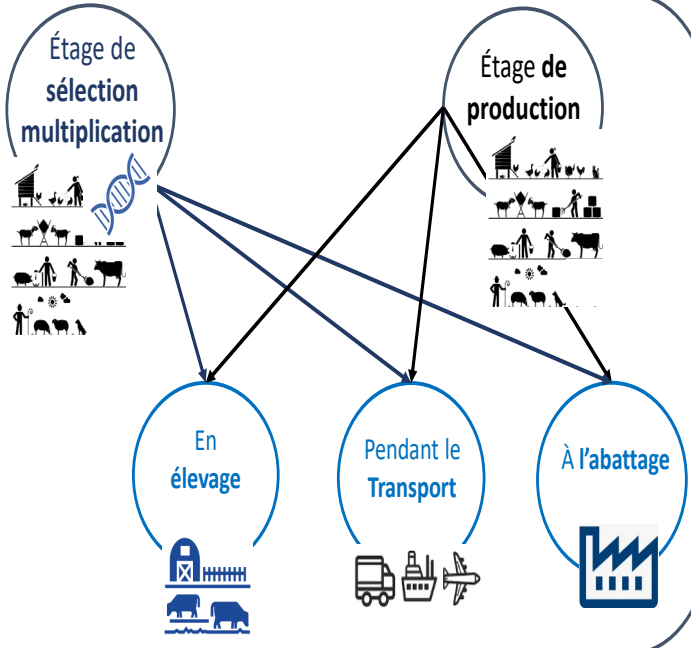 Étage de
sélection
multiplication
Étage de
production
En
élevage
Pendant le
Transport
À l'abattage